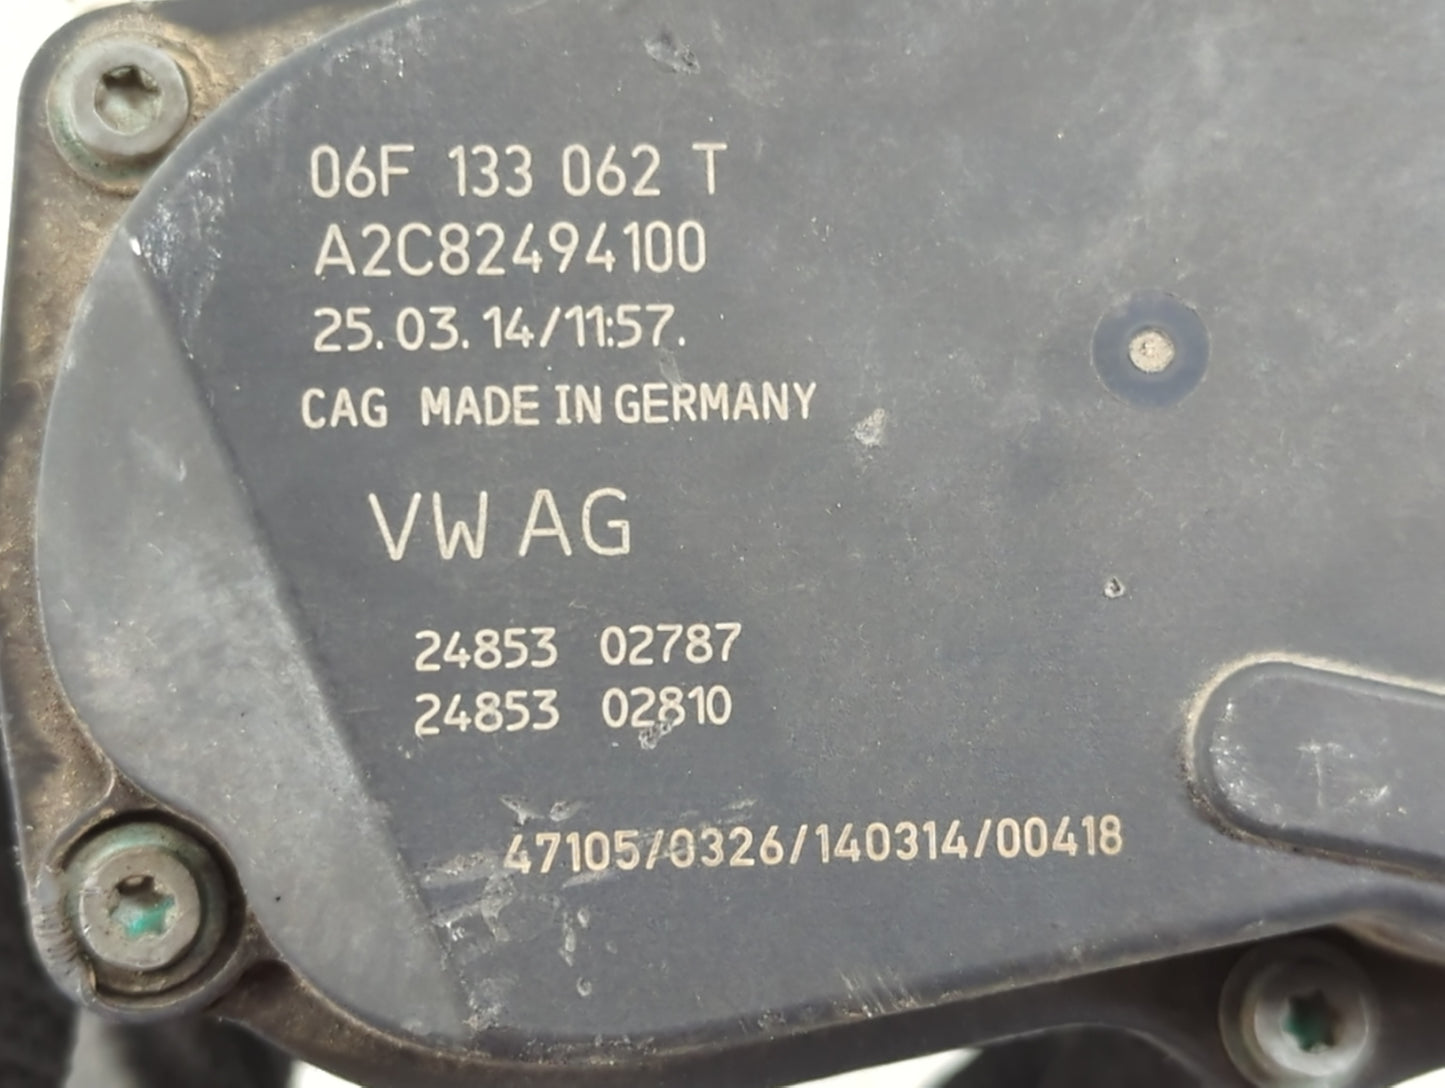 06F 133 062 T
A2C82494100
25.03.14/11:57.
CAG MADE IN GERMANY
VW AG
24853 02787
24853 02810
47105/0326/140314/00418